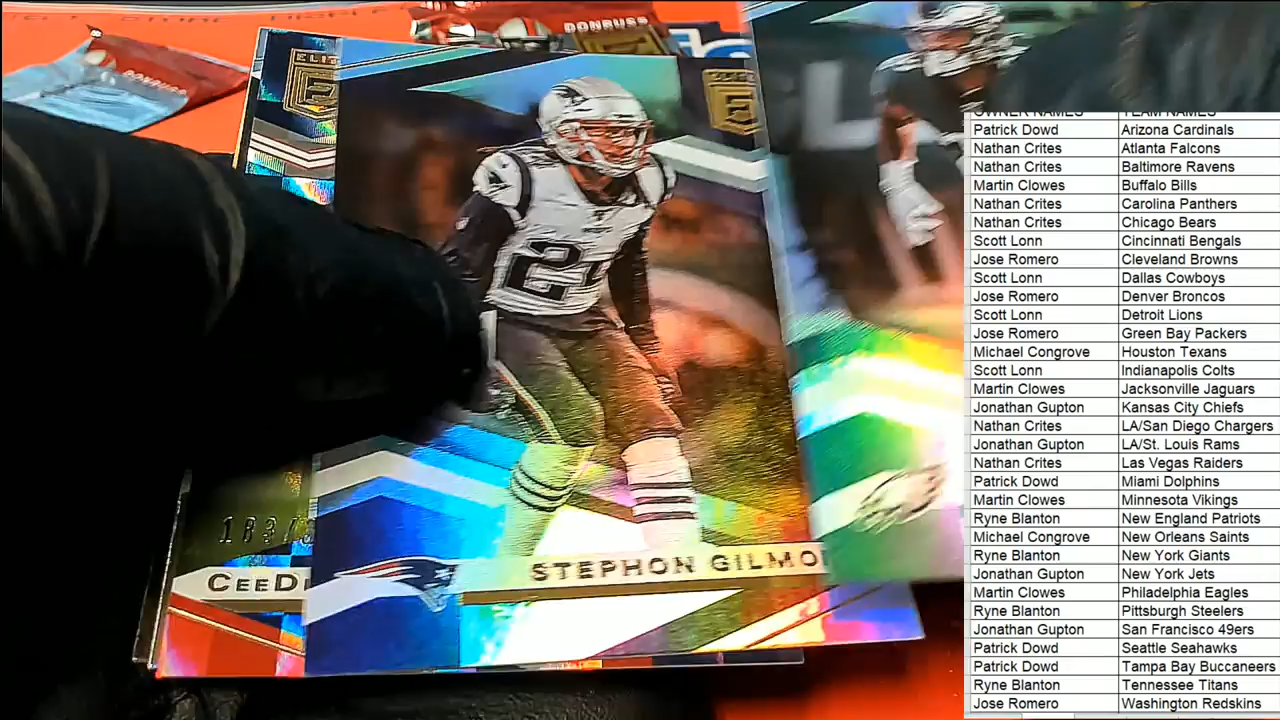 DONRUSS
DONRUSS
ELITE
E
E
24
183/
CEEDE
STEPHON GILMO
OWNER NAMES TEAM NAMES
Patrick Dowd Arizona Cardinals
Nathan Crites Atlanta Falcons
Nathan Crites Baltimore Ravens
Martin Clowes Buffalo Bills
Nathan Crites Carolina Panthers
Nathan Crites Chicago Bears
Scott Lonn Cincinnati Bengals
Jose Romero Cleveland Browns
Scott Lonn Dallas Cowboys
Jose Romero Denver Broncos
Scott Lonn Detroit Lions
Jose Romero Green Bay Packers
Michael Congrove Houston Texans
Scott Lonn Indianapolis Colts
Martin Clowes Jacksonville Jaguars
Jonathan Gupton Kansas City Chiefs
Nathan Crites LA/San Diego Chargers
Jonathan Gupton LA/St. Louis Rams
Nathan Crites Las Vegas Raiders
Patrick Dowd Miami Dolphins
Martin Clowes Minnesota Vikings
Ryne Blanton New England Patriots
Michael Congrove New Orleans Saints
Ryne Blanton New York Giants
Jonathan Gupton New York Jets
Martin Clowes Philadelphia Eagles
Ryne Blanton Pittsburgh Steelers
Jonathan Gupton San Francisco 49ers
Patrick Dowd Seattle Seahawks
Patrick Dowd Tampa Bay Buccaneers
Ryne Blanton Tennessee Titans
Jose Romero Washington Redskins